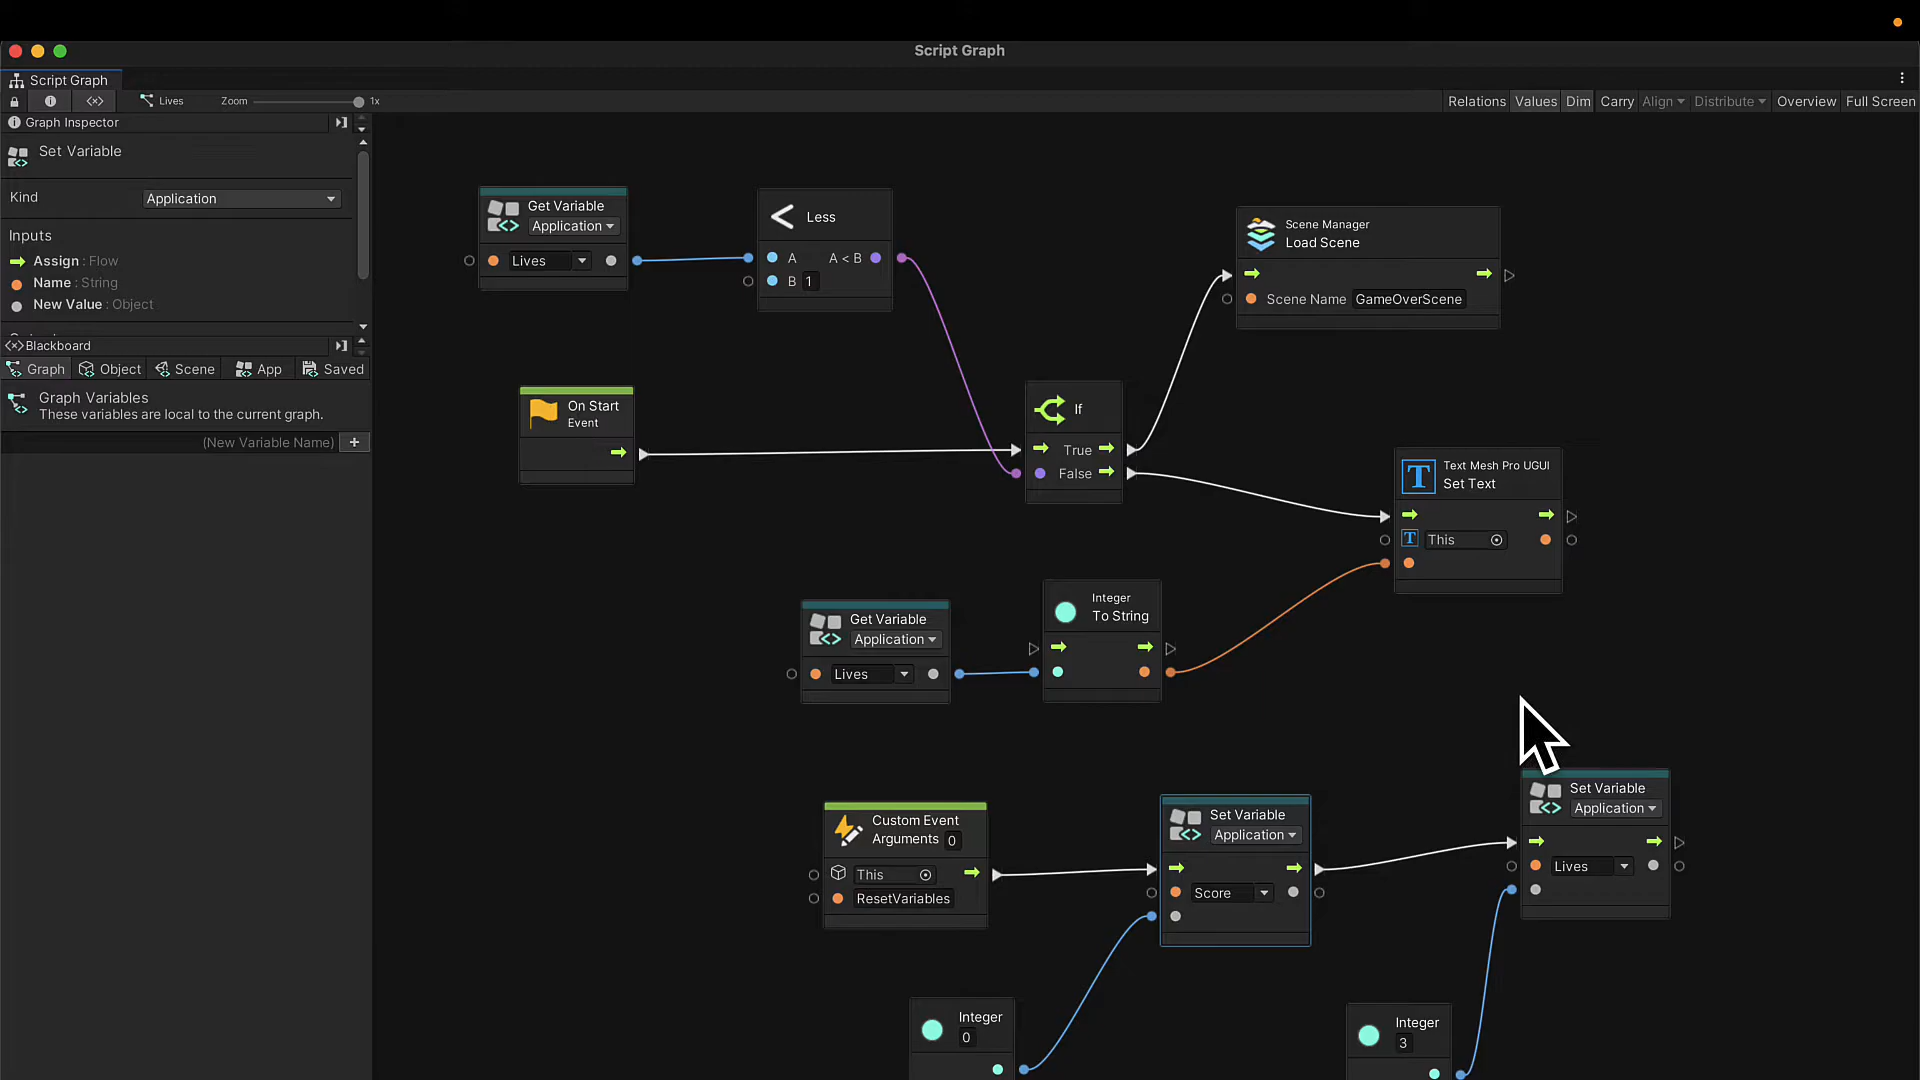 Script Graph
Script Graph
Lives Zoom 1x Relations Values Dim Carry Align Distribute Overview Full Screen
Graph Inspector
Set Variable
Kind Application
Inputs
Assign : Flow
Name : String
New Value : Object
Blackboard
Graph Object Scene App Saved
Graph Variables
These variables are local to the current graph.
(New Variable Name) +
Get Variable
Application
Lives
Less
A A < B
B 1
Scene Manager
Load Scene
Scene Name GameOverScene
On Start
Event
If
True
False
Text Mesh Pro UGUI
Set Text
This
Get Variable
Application
Lives
Integer
To String
Custom Event
Arguments 0
This
ResetVariables
Set Variable
Application
Score
Set Variable
Application
Lives
Integer
0
Integer
3